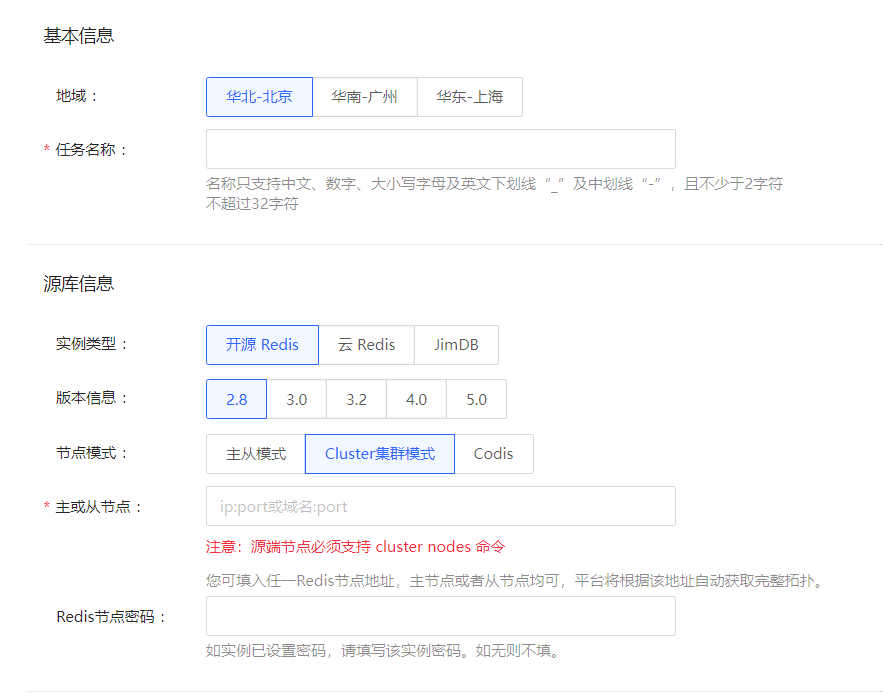 基本信息
地域：
华北-北京 华南-广州 华东-上海
* 任务名称：
名称只支持中文、数字、大小写字母及英文下划线“_”及中划线“-”，且不少于2字符
不超过32字符
源库信息
实例类型：
开源 Redis 云 Redis JimDB
版本信息：
2.8 3.0 3.2 4.0 5.0
节点模式：
主从模式 Cluster集群模式 Codis
* 主或从节点：
ip:port或域名:port
注意：源端节点必须支持 cluster nodes 命令
您可填入任一Redis节点地址，主节点或者从节点均可，平台将根据该地址自动获取完整拓扑。
Redis节点密码：
如实例已设置密码，请填写该实例密码。如无则不填。